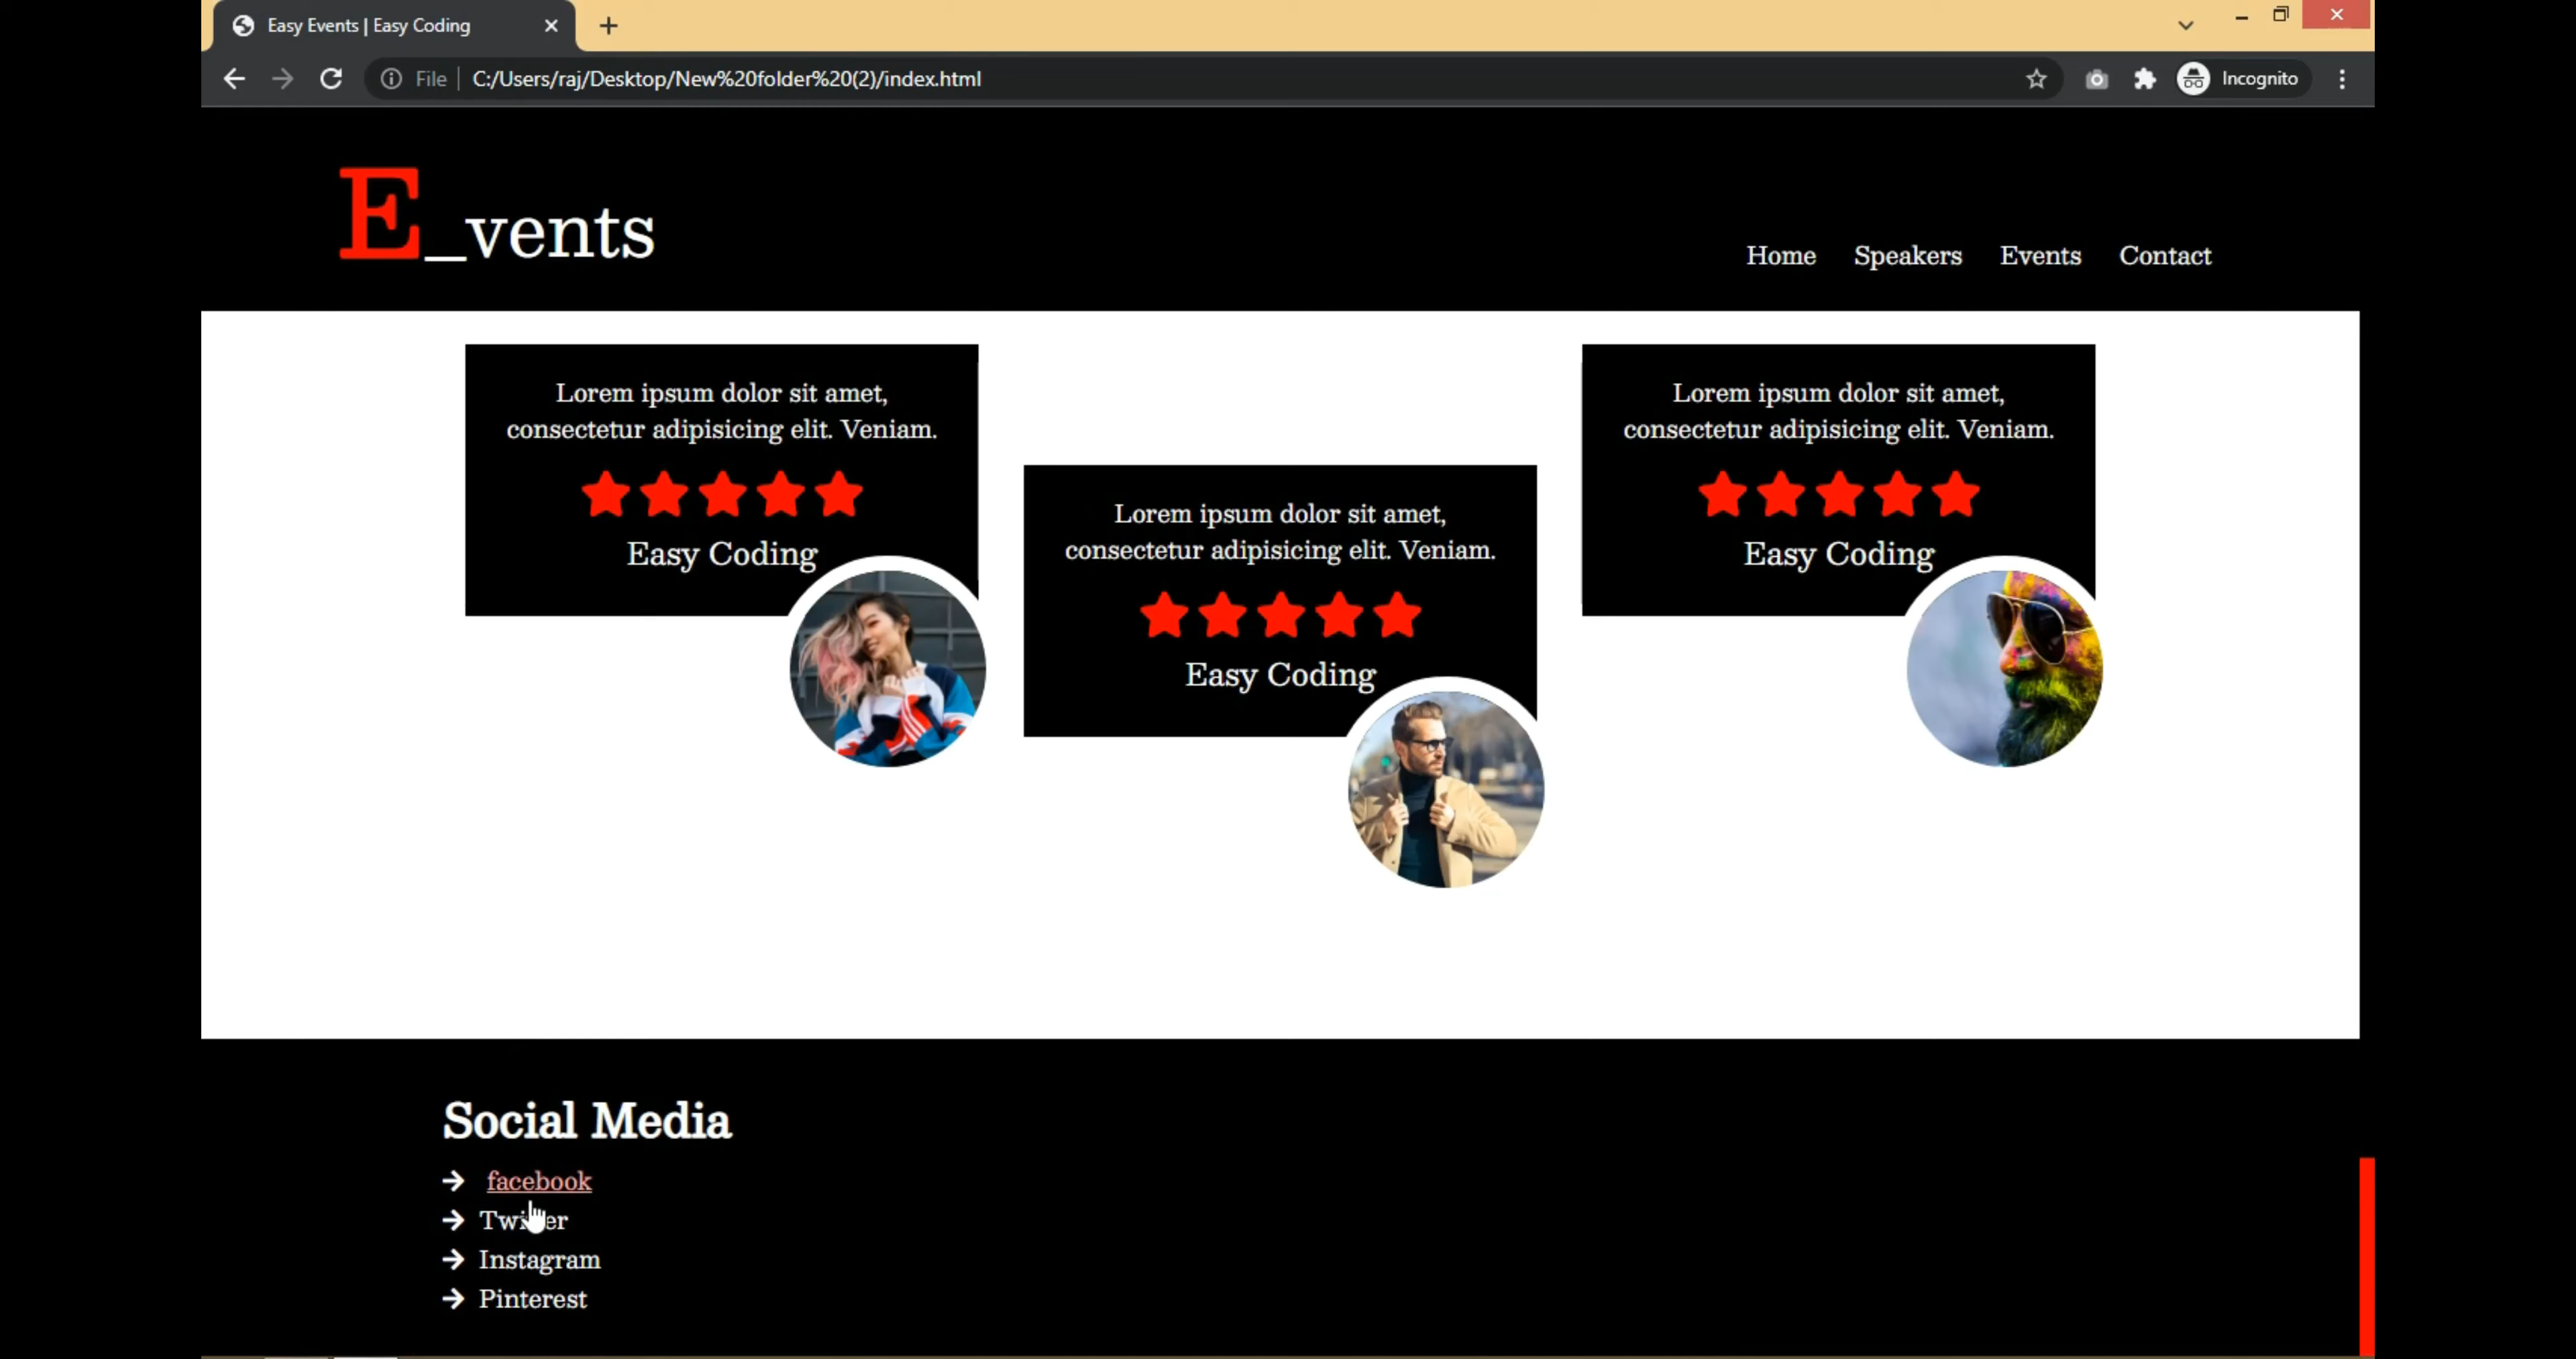 Easy Events | Easy Coding
File C:/Users/raj/Desktop/New%20folder%20(2)/index.html
Incognito
E_vents
Home Speakers Events Contact
Lorem ipsum dolor sit amet,
consectetur adipisicing elit. Veniam.
Easy Coding
Lorem ipsum dolor sit amet,
consectetur adipisicing elit. Veniam.
Easy Coding
Lorem ipsum dolor sit amet,
consectetur adipisicing elit. Veniam.
Easy Coding
Social Media
facebook
Twitter
Instagram
Pinterest